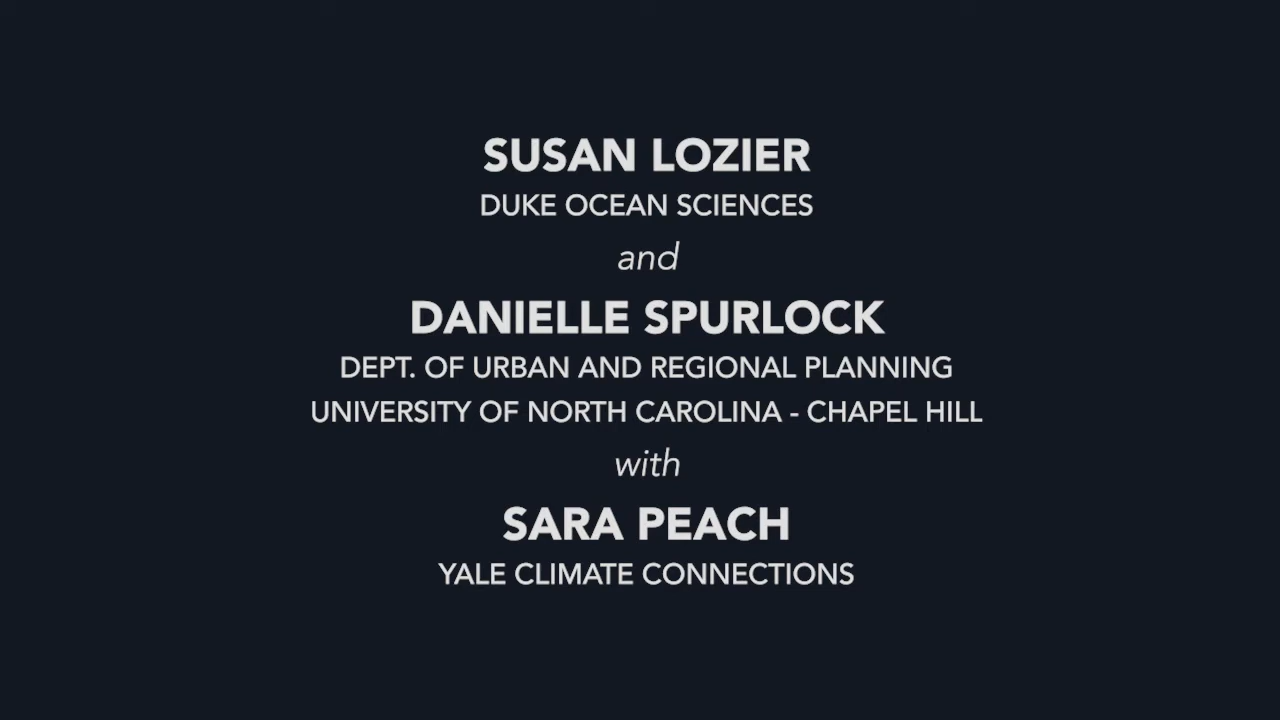 SUSAN LOZIER
DUKE OCEAN SCIENCES
and
DANIELLE SPURLOCK
DEPT. OF URBAN AND REGIONAL PLANNING
UNIVERSITY OF NORTH CAROLINA - CHAPEL HILL
with
SARA PEACH
YALE CLIMATE CONNECTIONS